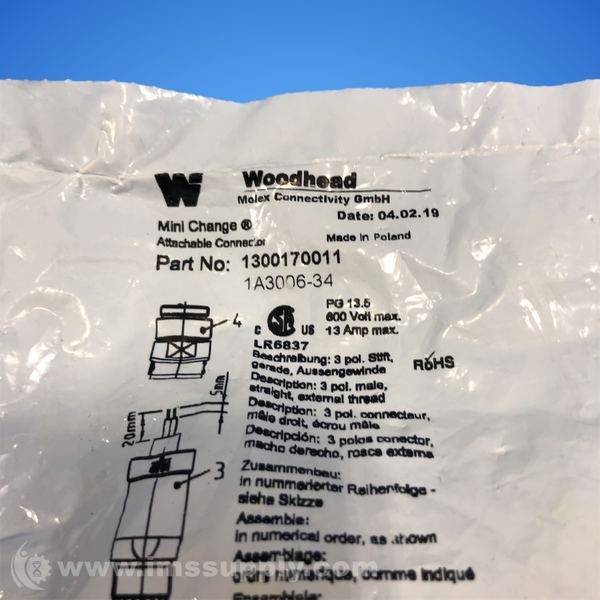 W Woodhead
Molex Connectivity GmbH
Date: 04.02.19
Mini Change ®
Attachable Connector
Made in Poland
Part No: 1300170011
1A3006-34
PG 13.5
600 Volt max.
C US 13 Amp max.
LR6837
RoHS
Beschreibung: 3 pol. Stift,
gerade, Aussengewinde
Description: 3 pol. male,
straight, external thread
Description: 3 pol. connecteur,
mâle droit, écrou mâle
Descripción: 3 polos conector,
macho derecho, rosca externa
4
5mm
20mm
3
Zusammenbau:
in nummerierter Reihenfolge -
siehe Skizze
Assemble:
in numerical order, as shown
Assemblage:
ordre numérique, comme indiqué
Ensamble:
www.imssupply.com